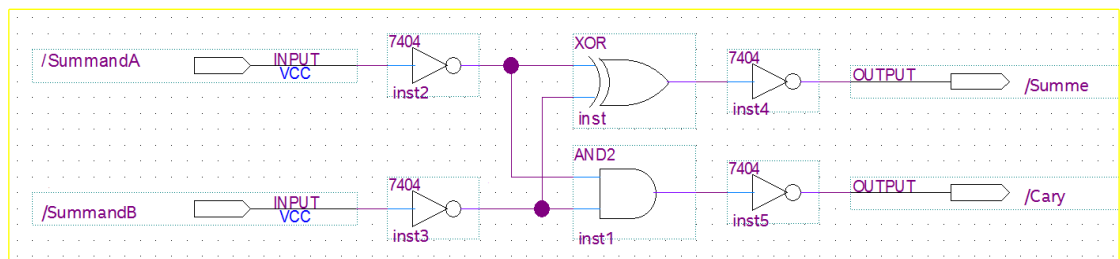 /SummandA
INPUT
VCC
7404
inst2
XOR
inst
7404
inst4
OUTPUT
/Summe
/SummandB
INPUT
VCC
7404
inst3
AND2
inst1
7404
inst5
OUTPUT
/Cary